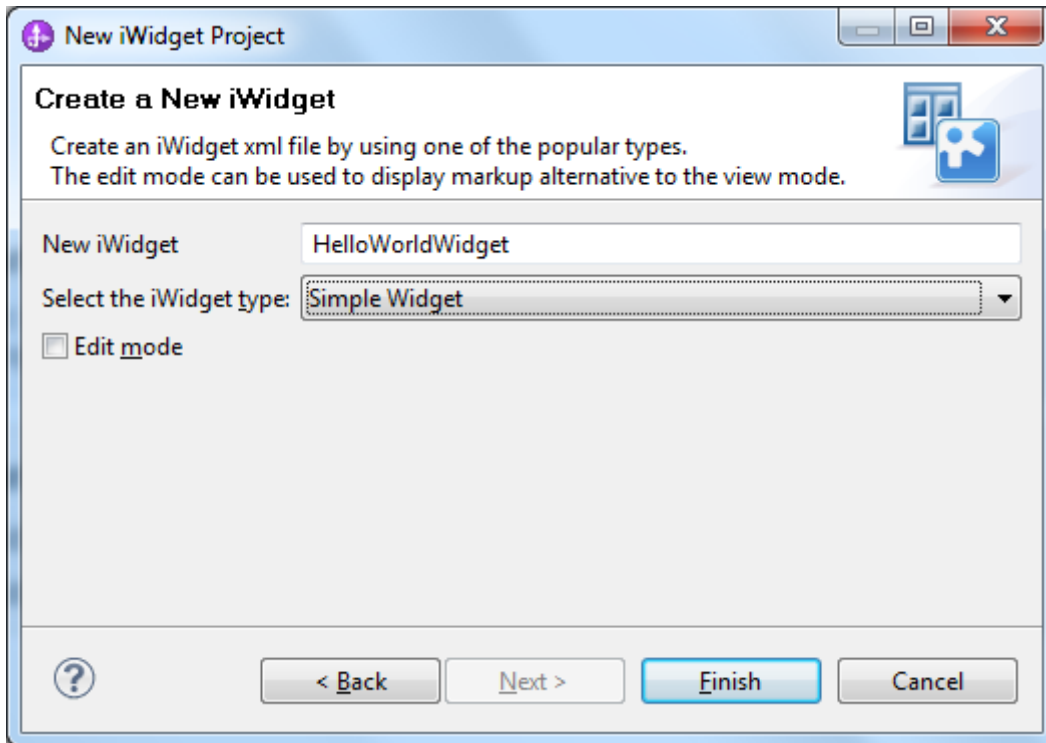 New iWidget Project
Create a New iWidget
Create an iWidget xml file by using one of the popular types.
The edit mode can be used to display markup alternative to the view mode.
New iWidget HelloWorldWidget
Select the iWidget type: Simple Widget
Edit mode
? < Back Next > Finish Cancel